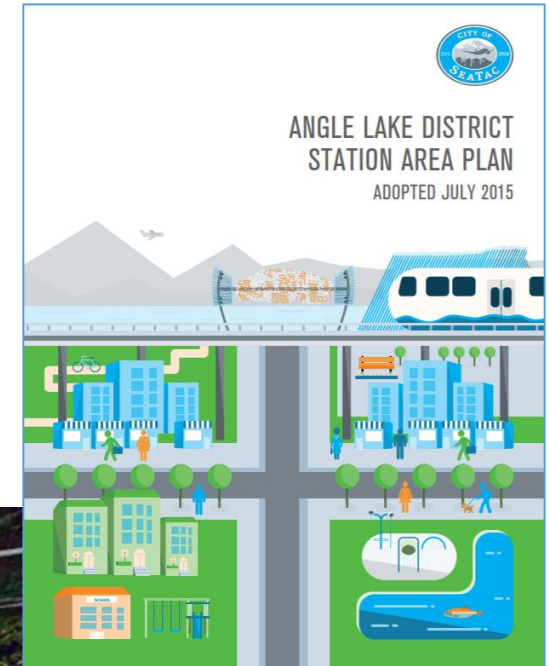 CITY OF
SEATAC
ANGLE LAKE DISTRICT
STATION AREA PLAN
ADOPTED JULY 2015
SCHOOL